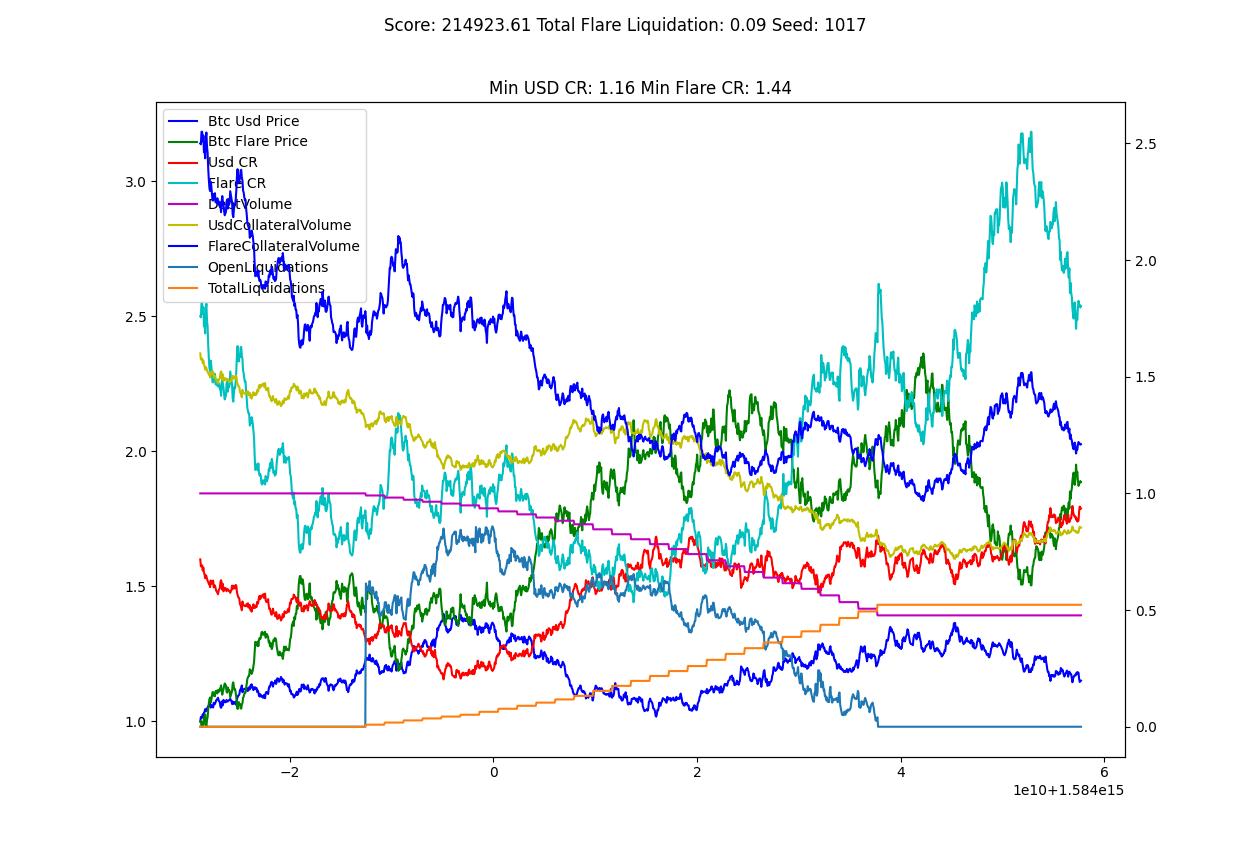 Score: 214923.61 Total Flare Liquidation: 0.09 Seed: 1017
Min USD CR: 1.16 Min Flare CR: 1.44
Btc Usd Price
Btc Flare Price
Usd CR
Flare CR
DebtVolume
UsdCollateralVolume
FlareCollateralVolume
OpenLiquidations
TotalLiquidations
3.0
2.5
2.0
1.5
1.0
2.5
2.0
1.5
1.0
0.5
0.0
−2
0
2
4
6
1e10+1.584e15